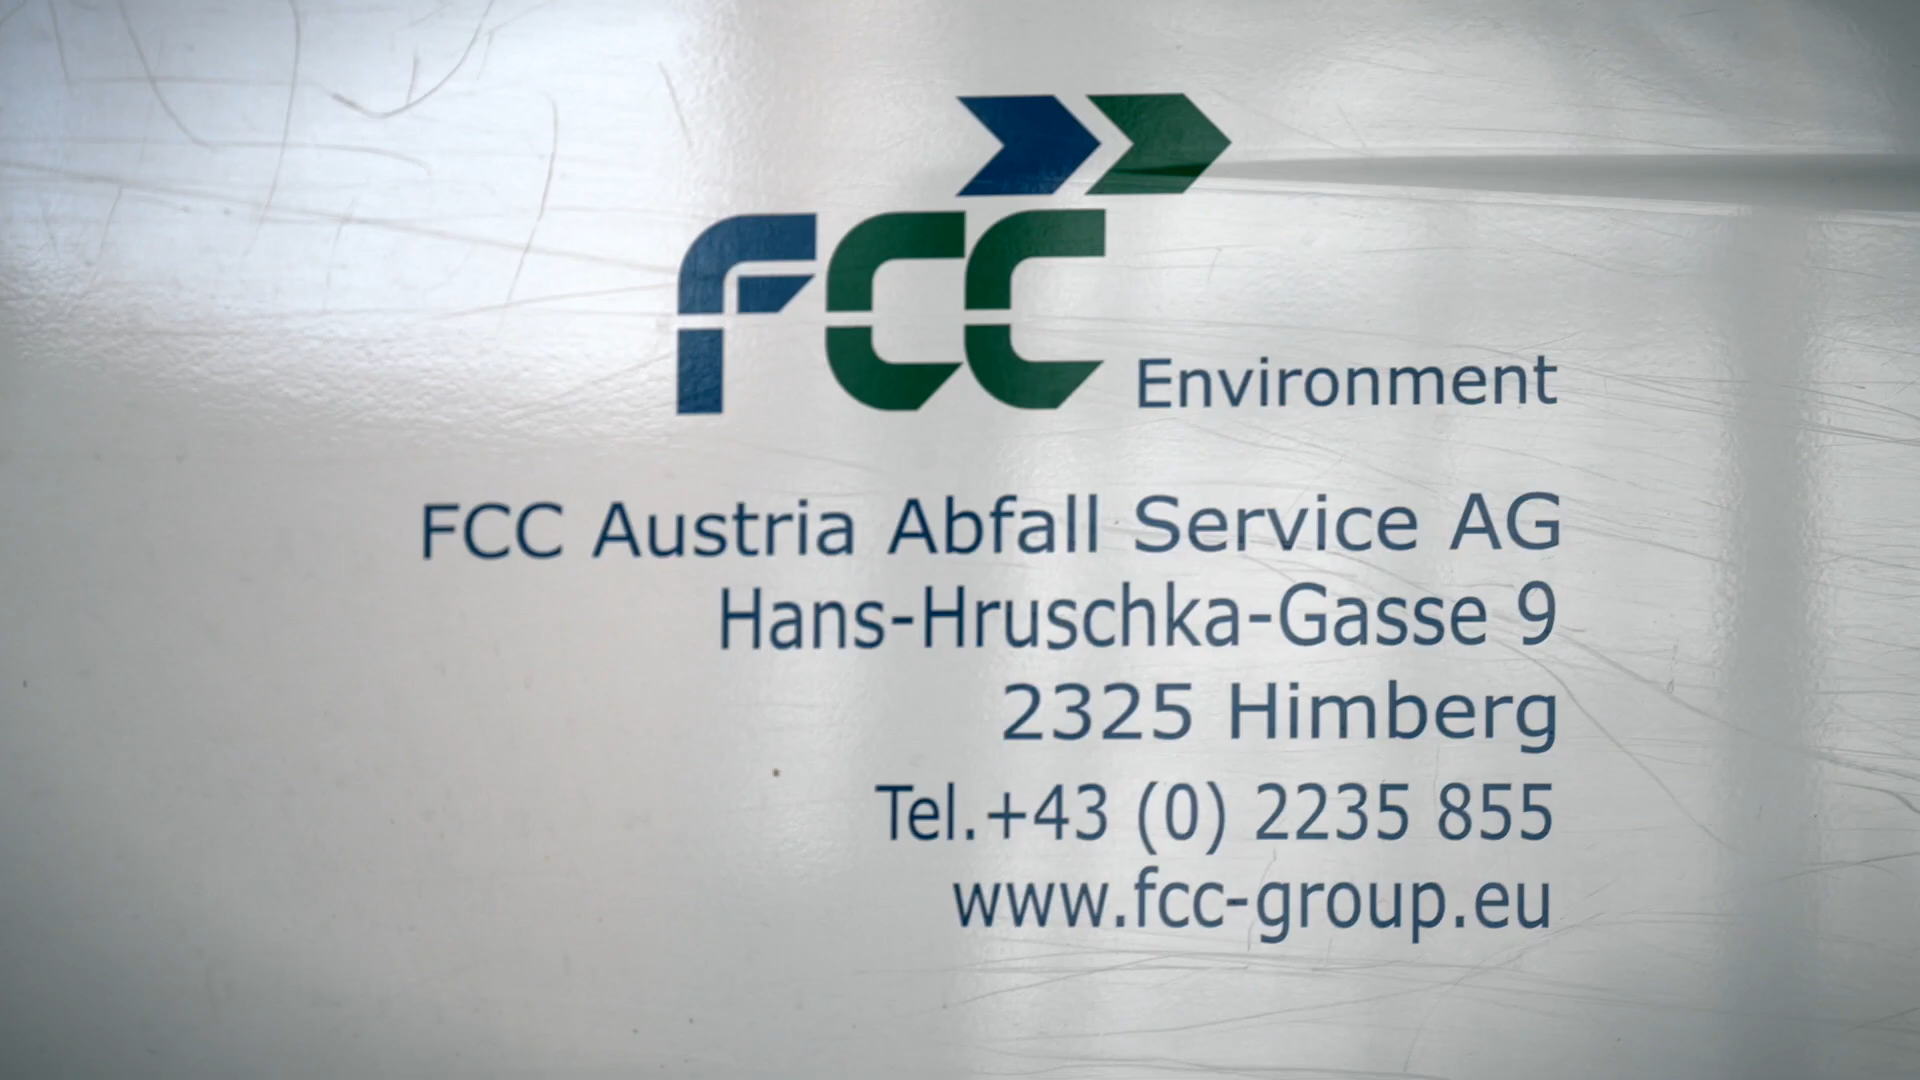 FCC Environment
FCC Austria Abfall Service AG
Hans-Hruschka-Gasse 9
2325 Himberg
Tel.+43 (0) 2235 855
www.fcc-group.eu